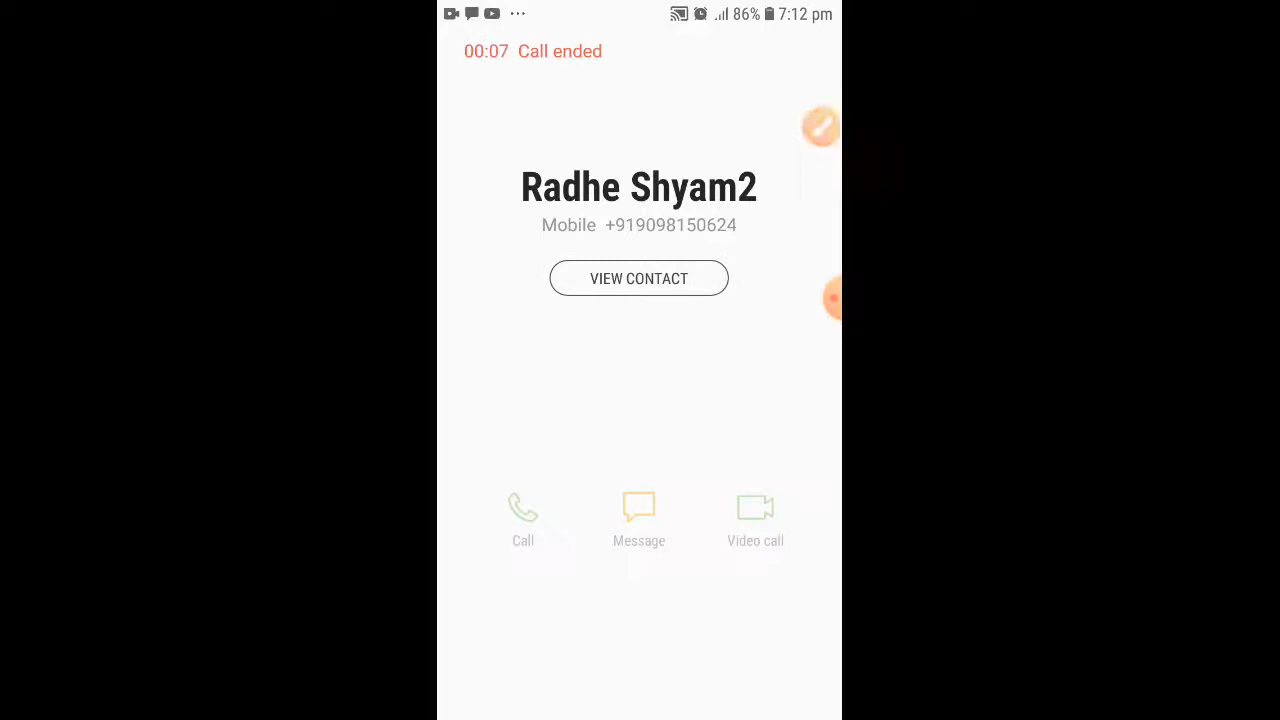 86% 7:12 pm
00:07 Call ended
Radhe Shyam2
Mobile +919098150624
VIEW CONTACT
Call Message Video call